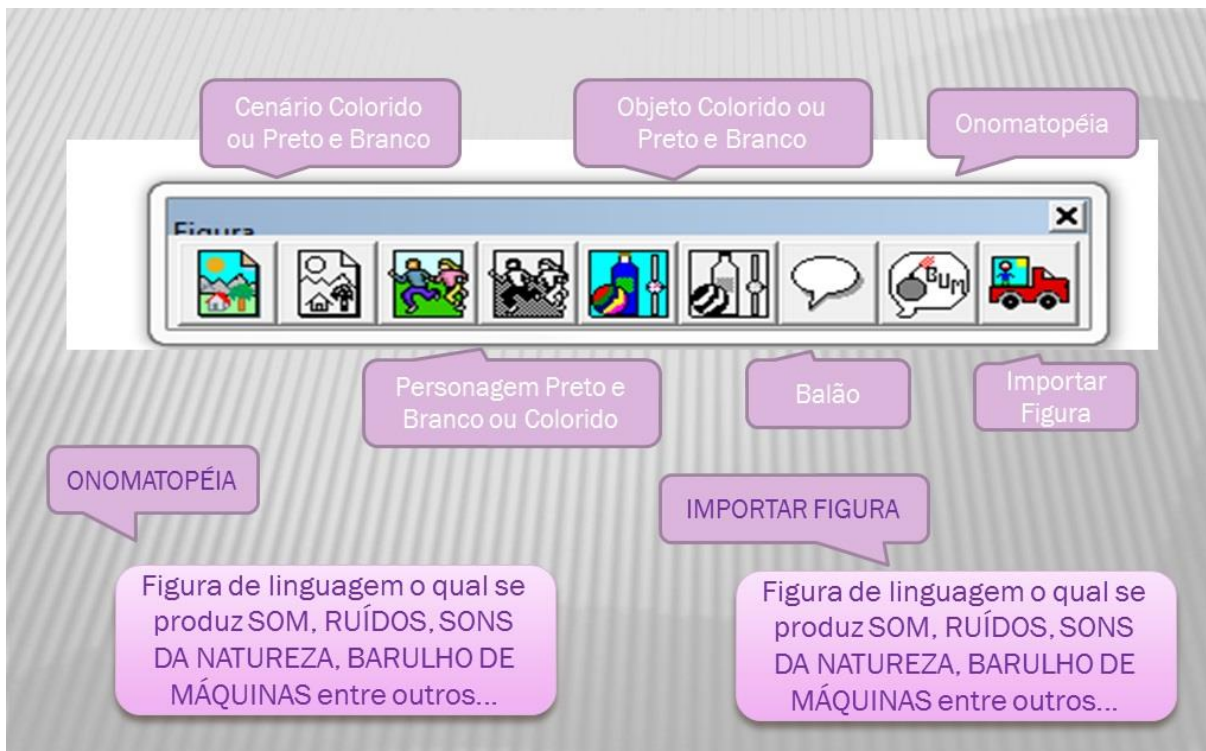 Cenário Colorido
ou Preto e Branco
Objeto Colorido ou
Preto e Branco
Onomatopéia
Figura
BUM
Personagem Preto e
Branco ou Colorido
Balão
Importar
Figura
ONOMATOPÉIA
IMPORTAR FIGURA
Figura de linguagem o qual se
produz SOM, RUÍDOS, SONS
DA NATUREZA, BARULHO DE
MÁQUINAS entre outros...
Figura de linguagem o qual se
produz SOM, RUÍDOS, SONS
DA NATUREZA, BARULHO DE
MÁQUINAS entre outros...